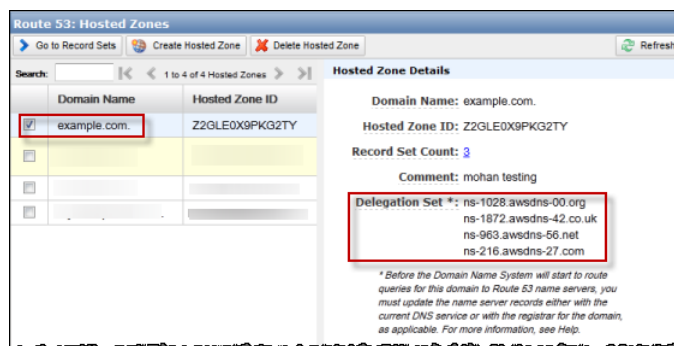 Route 53: Hosted Zones
Go to Record Sets Create Hosted Zone Delete Hosted Zone Refresh
Search: 1 to 4 of 4 Hosted Zones
Domain Name Hosted Zone ID
example.com. Z2GLE0X9PKG2TY
Hosted Zone Details
Domain Name: example.com.
Hosted Zone ID: Z2GLE0X9PKG2TY
Record Set Count: 3
Comment: mohan testing
Delegation Set *: ns-1028.awsdns-00.org
ns-1872.awsdns-42.co.uk
ns-963.awsdns-56.net
ns-216.awsdns-27.com
* Before the Domain Name System will start to route
queries for this domain to Route 53 name servers, you
must update the name server records either with the
current DNS service or with the registrar for the domain,
as applicable. For more information, see Help.